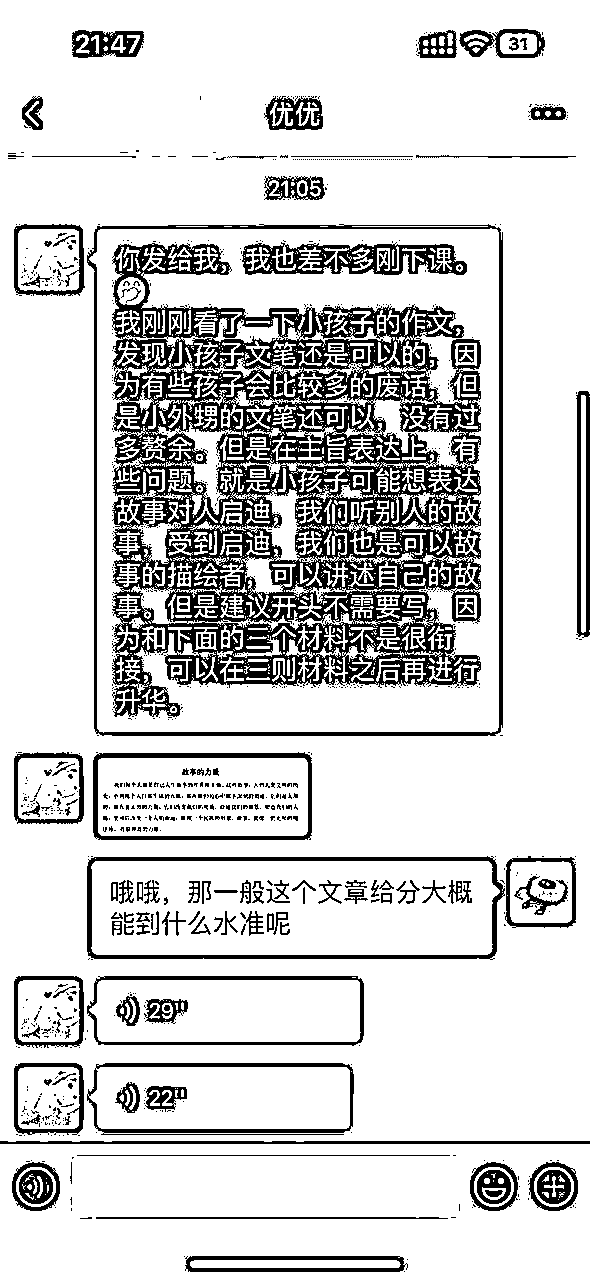 21:47
31
优优
21:05
你发给我，我也差不多刚下课。
我刚刚看了一下小孩子的作文，
发现小孩子文笔还是可以的，因
为有些孩子会比较多的废话，但
是小外甥的文笔还可以，没有过
多赘余。但是在主旨表达上，有
些问题。就是小孩子可能想表达
故事对人启迪，我们听别人的故
事，受到启迪，我们也是可以故
事的描绘者，可以讲述自己的故
事。但是建议开头不需要写，因
为和下面的三个材料不是很衔
接，可以在三则材料之后再进行
升华。
故事的力量
哦哦，那一般这个文章给分大概
能到什么水准呢
29"
22"